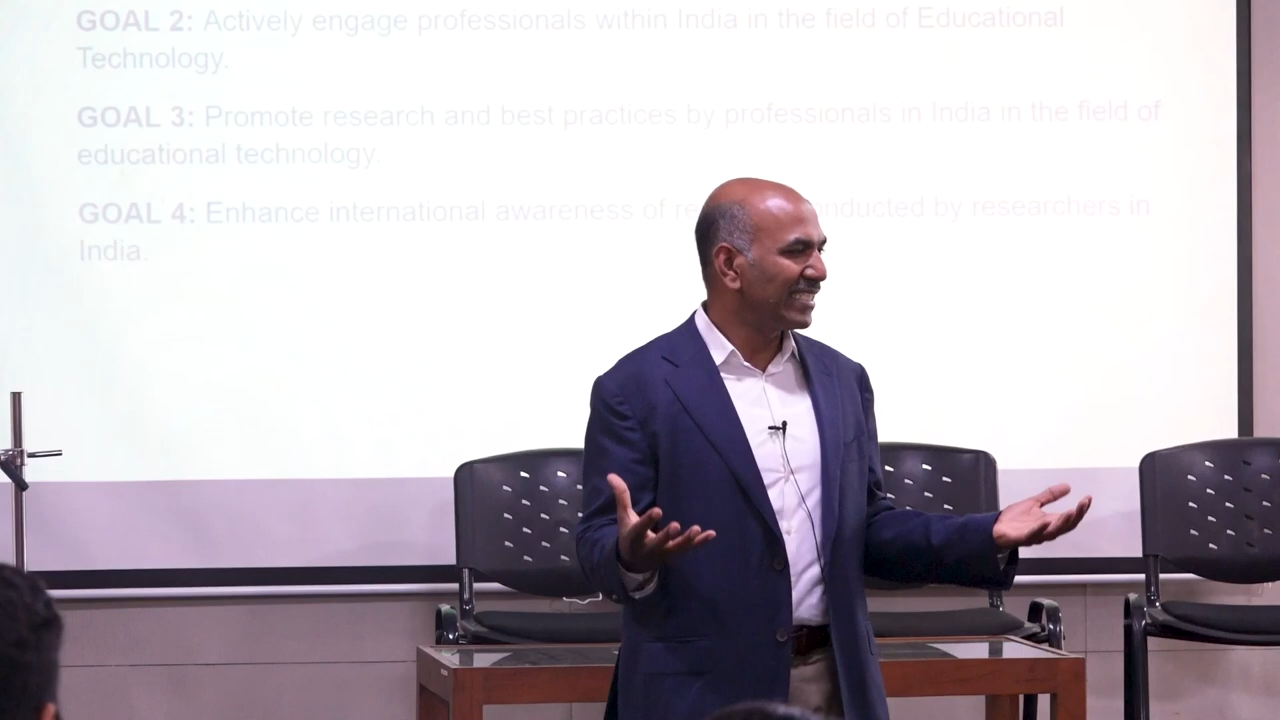 GOAL 2: Actively engage professionals within India in the field of Educational
Technology.
GOAL 3: Promote research and best practices by professionals in India in the field of
educational technology.
GOAL 4: Enhance international awareness of conducted by researchers in
India.